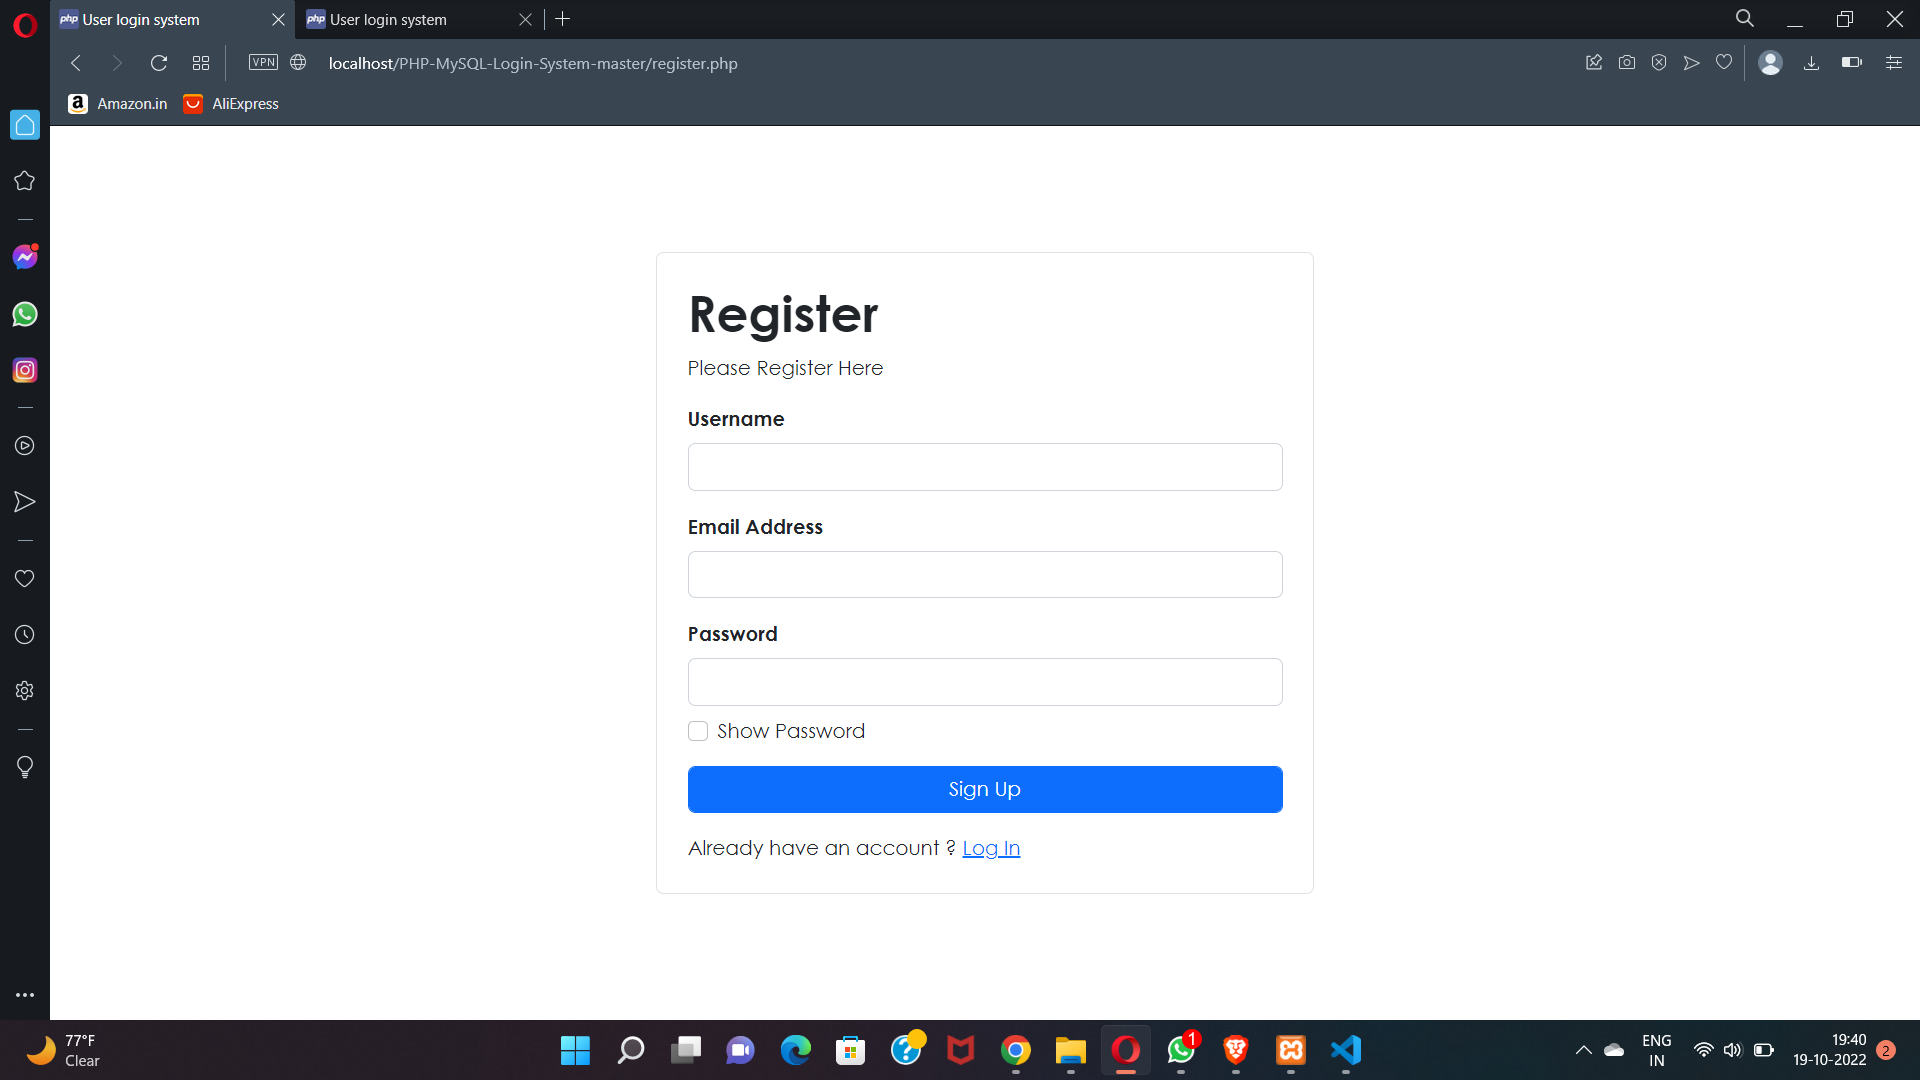 php User login system
php User login system
VPN
localhost/PHP-MySQL-Login-System-master/register.php
a Amazon.in
AliExpress
Register
Please Register Here
Username
Email Address
Password
Show Password
Sign Up
Already have an account ? Log In
77°F
Clear
1
ENG
IN
19:40
19-10-2022
2